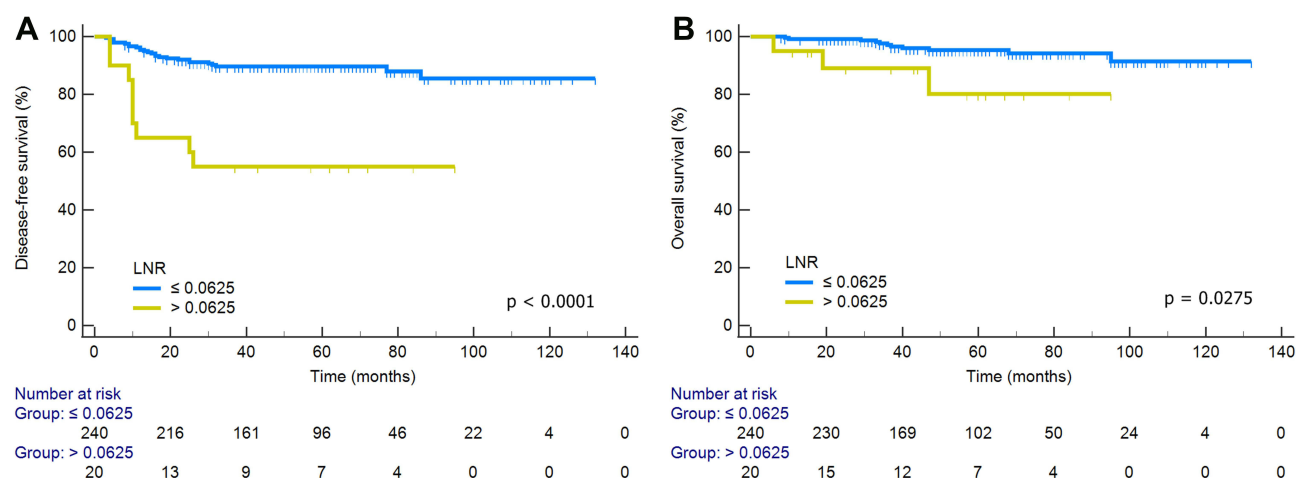 A
Disease-free survival (%)
100
80
60
40
20
0
LNR
≤ 0.0625
> 0.0625
p < 0.0001
0 20 40 60 80 100 120 140
Time (months)
Number at risk
Group: ≤ 0.0625
240 216 161 96 46 22 4 0
Group: > 0.0625
20 13 9 7 4 0 0 0
B
Overall survival (%)
100
80
60
40
20
0
LNR
≤ 0.0625
> 0.0625
p = 0.0275
0 20 40 60 80 100 120 140
Time (months)
Number at risk
Group: ≤ 0.0625
240 230 169 102 50 24 4 0
Group: > 0.0625
20 15 12 7 4 0 0 0